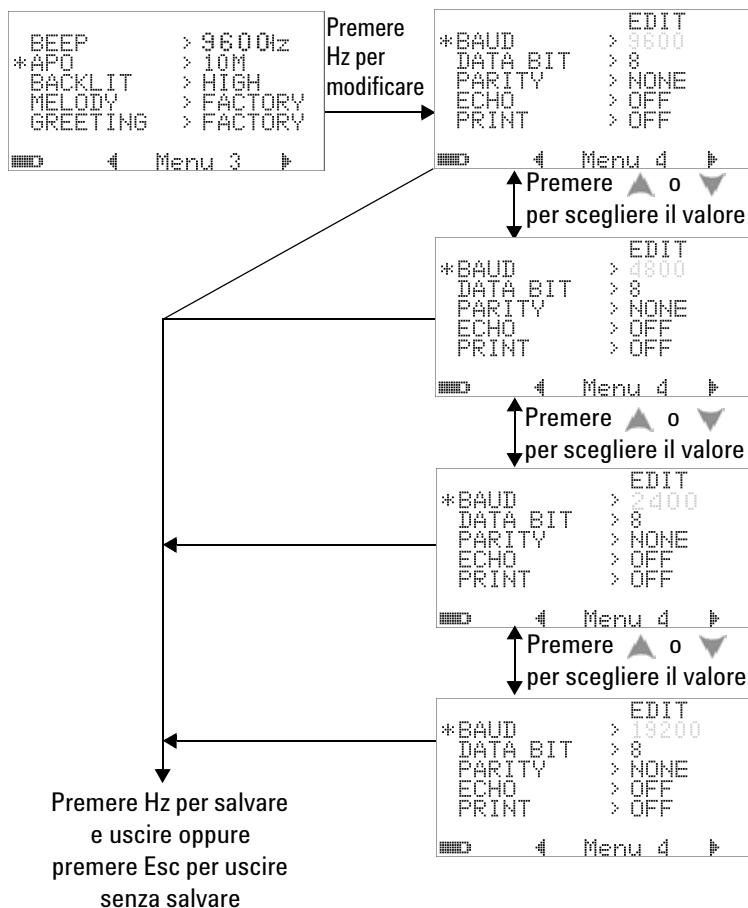 BEEP > 9600Hz
*APO > 10M
BACKLIT > HIGH
MELODY > FACTORY
GREETING > FACTORY
Menu 3
Premere
Hz per
modificare
EDIT
*BAUD > 9600
DATA BIT > 8
PARITY > NONE
ECHO > OFF
PRINT > OFF
Menu 4
Premere o
per scegliere il valore
EDIT
*BAUD > 4800
DATA BIT > 8
PARITY > NONE
ECHO > OFF
PRINT > OFF
Menu 4
Premere o
per scegliere il valore
EDIT
*BAUD > 2400
DATA BIT > 8
PARITY > NONE
ECHO > OFF
PRINT > OFF
Menu 4
Premere o
per scegliere il valore
EDIT
*BAUD > 19200
DATA BIT > 8
PARITY > NONE
ECHO > OFF
PRINT > OFF
Menu 4
Premere Hz per salvare
e uscire oppure
premere Esc per uscire
senza salvare